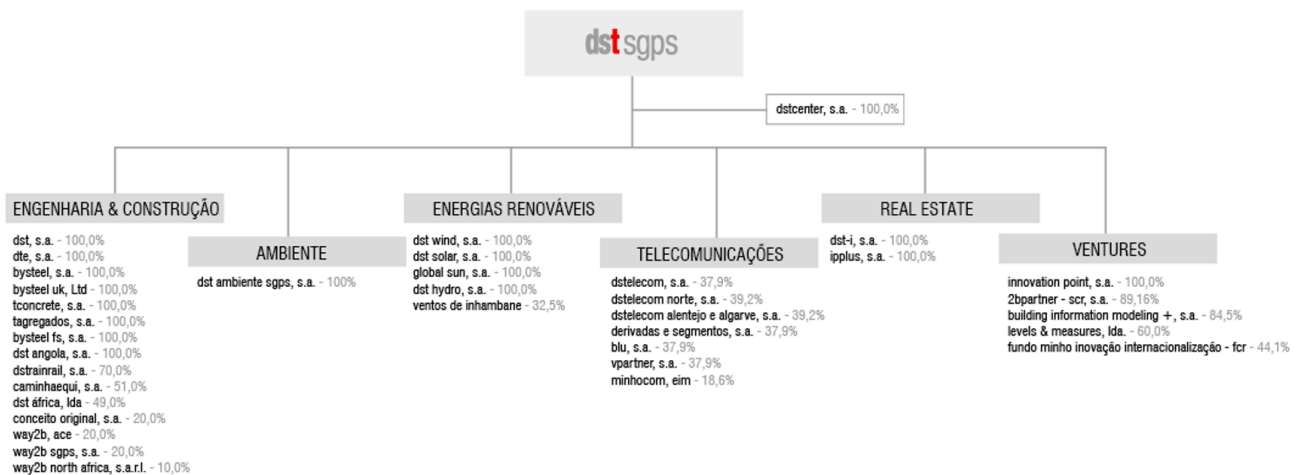 dst sgps
dstcenter, s.a. - 100,0%
ENGENHARIA & CONSTRUÇÃO
dst, s.a. - 100,0%
dte, s.a. - 100,0%
bysteel, s.a. - 100,0%
bysteel uk, Ltd - 100,0%
tconcrete, s.a. - 100,0%
tagregados, s.a. - 100,0%
bysteel fs, s.a. - 100,0%
dst angola, s.a. - 100,0%
dstrainrail, s.a. - 70,0%
caminhaequi, s.a. - 51,0%
dst áfrica, lda - 49,0%
conceito original, s.a. - 20,0%
way2b, ace - 20,0%
way2b sgps, s.a. - 20,0%
way2b north africa, s.a.r.l. - 10,0%
AMBIENTE
dst ambiente sgps, s.a. - 100%
ENERGIAS RENOVÁVEIS
dst wind, s.a. - 100,0%
dst solar, s.a. - 100,0%
global sun, s.a. - 100,0%
dst hydro, s.a. - 100,0%
ventos de inhambane - 32,5%
TELECOMUNICAÇÕES
dstelecom, s.a. - 37,9%
dstelecom norte, s.a. - 39,2%
dstelecom alentejo e algarve, s.a. - 39,2%
derivadas e segmentos, s.a. - 37,9%
blu, s.a. - 37,9%
vpartner, s.a. - 37,9%
minhocom, eim - 18,6%
REAL ESTATE
dst-i, s.a. - 100,0%
ipplus, s.a. - 100,0%
VENTURES
innovation point, s.a. - 100,0%
2bpartner - scr, s.a. - 89,16%
building information modeling +, s.a. - 84,5%
levels & measures, lda. - 60,0%
fundo minho inovação internacionalização - fcr - 44,1%